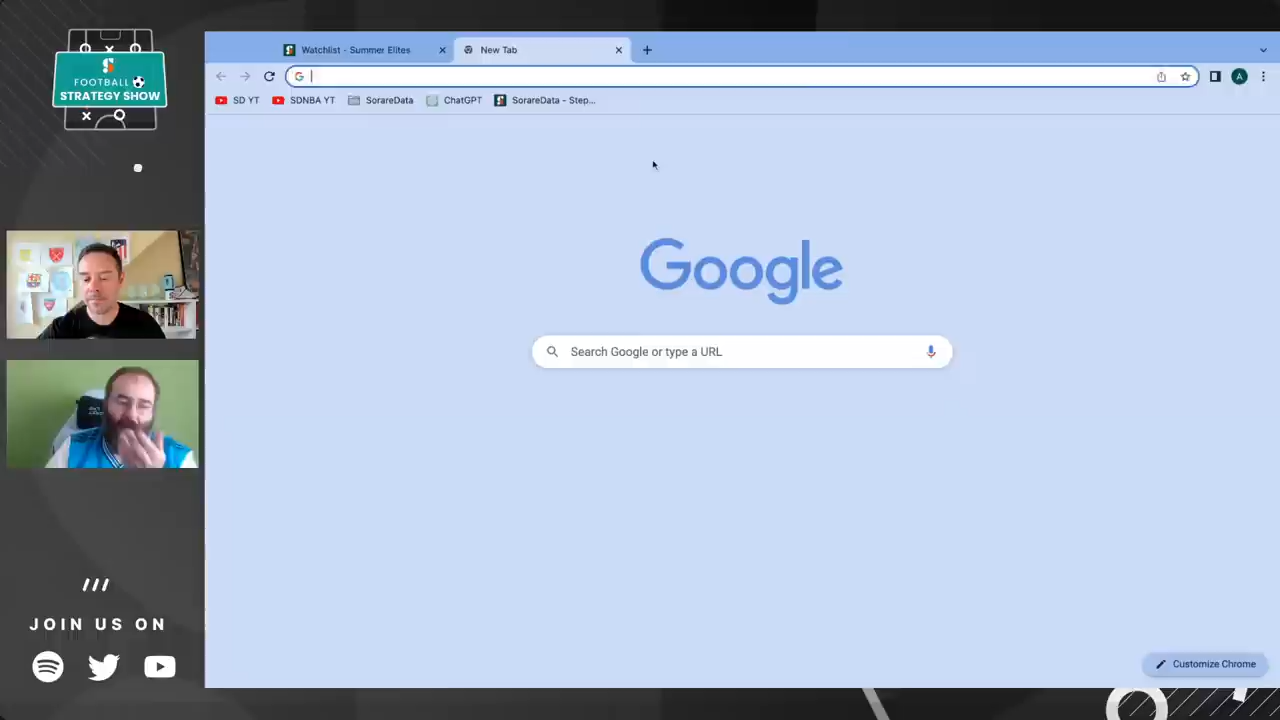 FOOTBALL
STRATEGY SHOW
Watchlist - Summer Elites
New Tab
SD YT
SDNBA YT
SorareData
ChatGPT
SorareData - Step...
A
Google
Search Google or type a URL
JOIN US ON
Customize Chrome